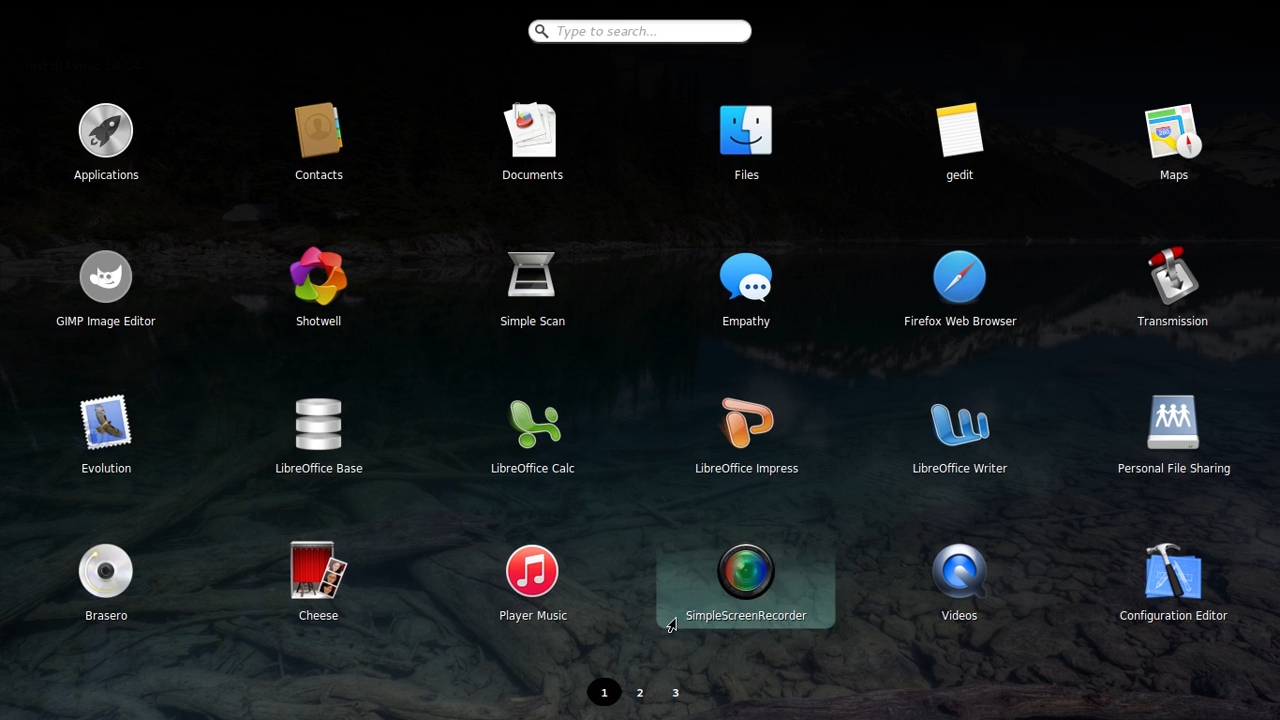 Type to search...
Applications
Contacts
Documents
Files
gedit
Maps
GIMP Image Editor
Shotwell
Simple Scan
Empathy
Firefox Web Browser
Transmission
Evolution
LibreOffice Base
LibreOffice Calc
LibreOffice Impress
LibreOffice Writer
Personal File Sharing
Brasero
Cheese
Player Music
SimpleScreenRecorder
Videos
Configuration Editor
1 2 3